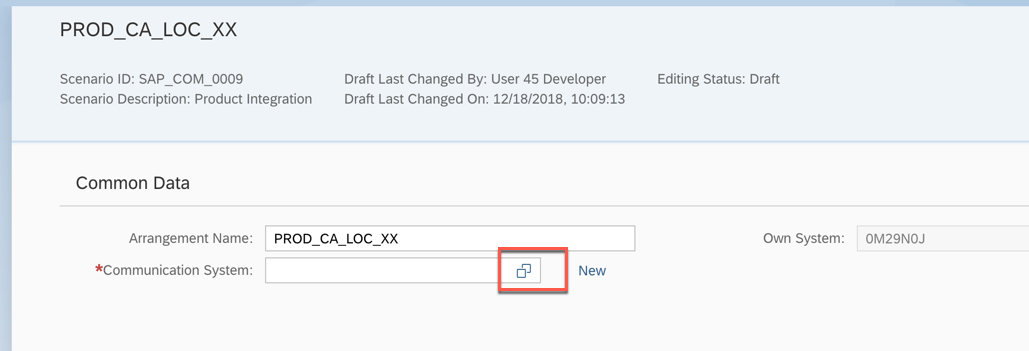 PROD_CA_LOC_XX
Scenario ID: SAP_COM_0009 Draft Last Changed By: User 45 Developer Editing Status: Draft
Scenario Description: Product Integration Draft Last Changed On: 12/18/2018, 10:09:13
Common Data
Arrangement Name: PROD_CA_LOC_XX Own System: 0M29N0J
*Communication System: New